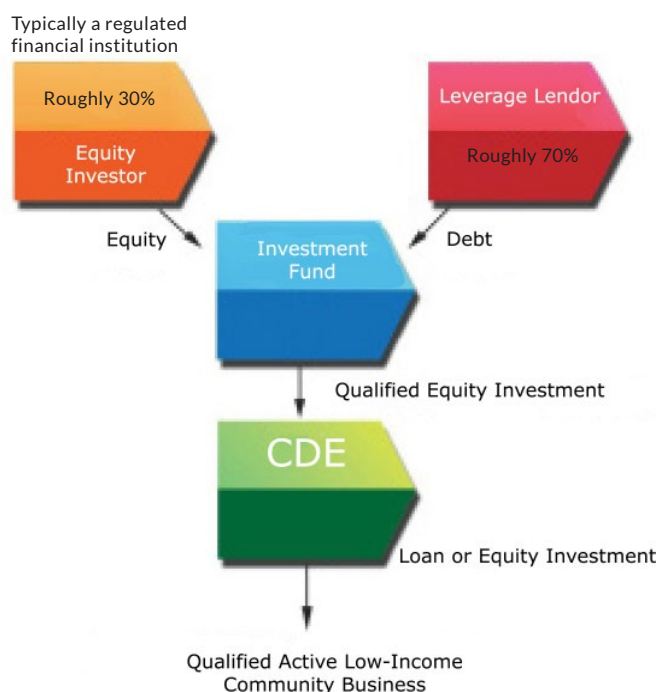 Typically a regulated
financial institution
Roughly 30%
Equity
Investor
Leverage Lendor
Roughly 70%
Equity
Debt
Investment
Fund
Qualified Equity Investment
CDE
Loan or Equity Investment
Qualified Active Low-Income
Community Business